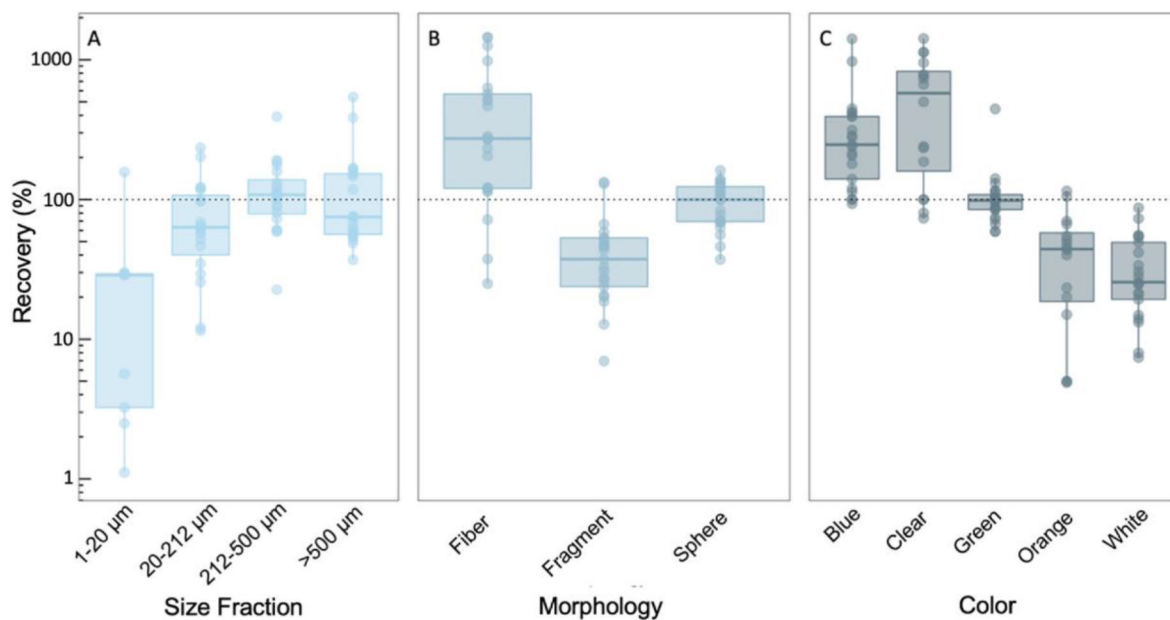 A
B
C
Recovery (%)
1000
100
10
1
1-20 µm
20-212 µm
212-500 µm
>500 µm
Fiber
Fragment
Sphere
Blue
Clear
Green
Orange
White
Size Fraction
Morphology
Color